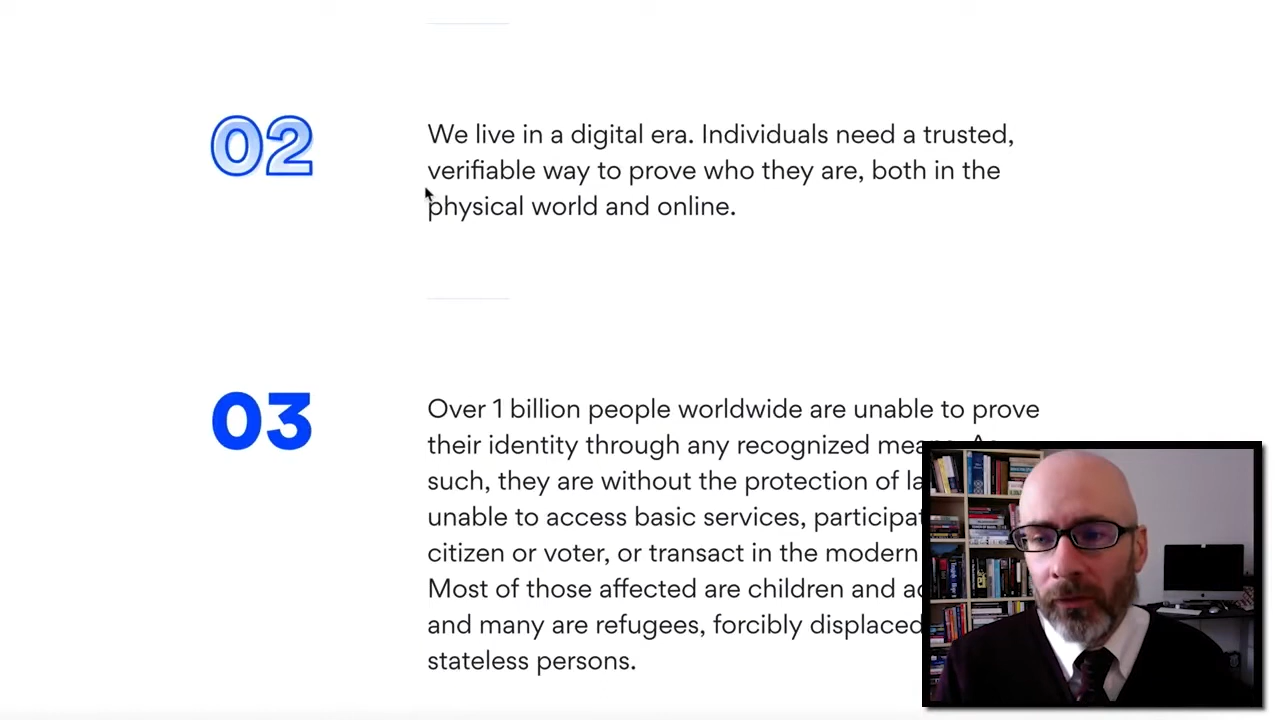 02
We live in a digital era. Individuals need a trusted,
verifiable way to prove who they are, both in the
physical world and online.
03
Over 1 billion people worldwide are unable to prove
their identity through any recognized
such, they are without the protection of
unable to access basic services,
citizen or voter, or transact in the modern
Most of those affected are children and
and many are refugees, forcibly displaced
stateless persons.